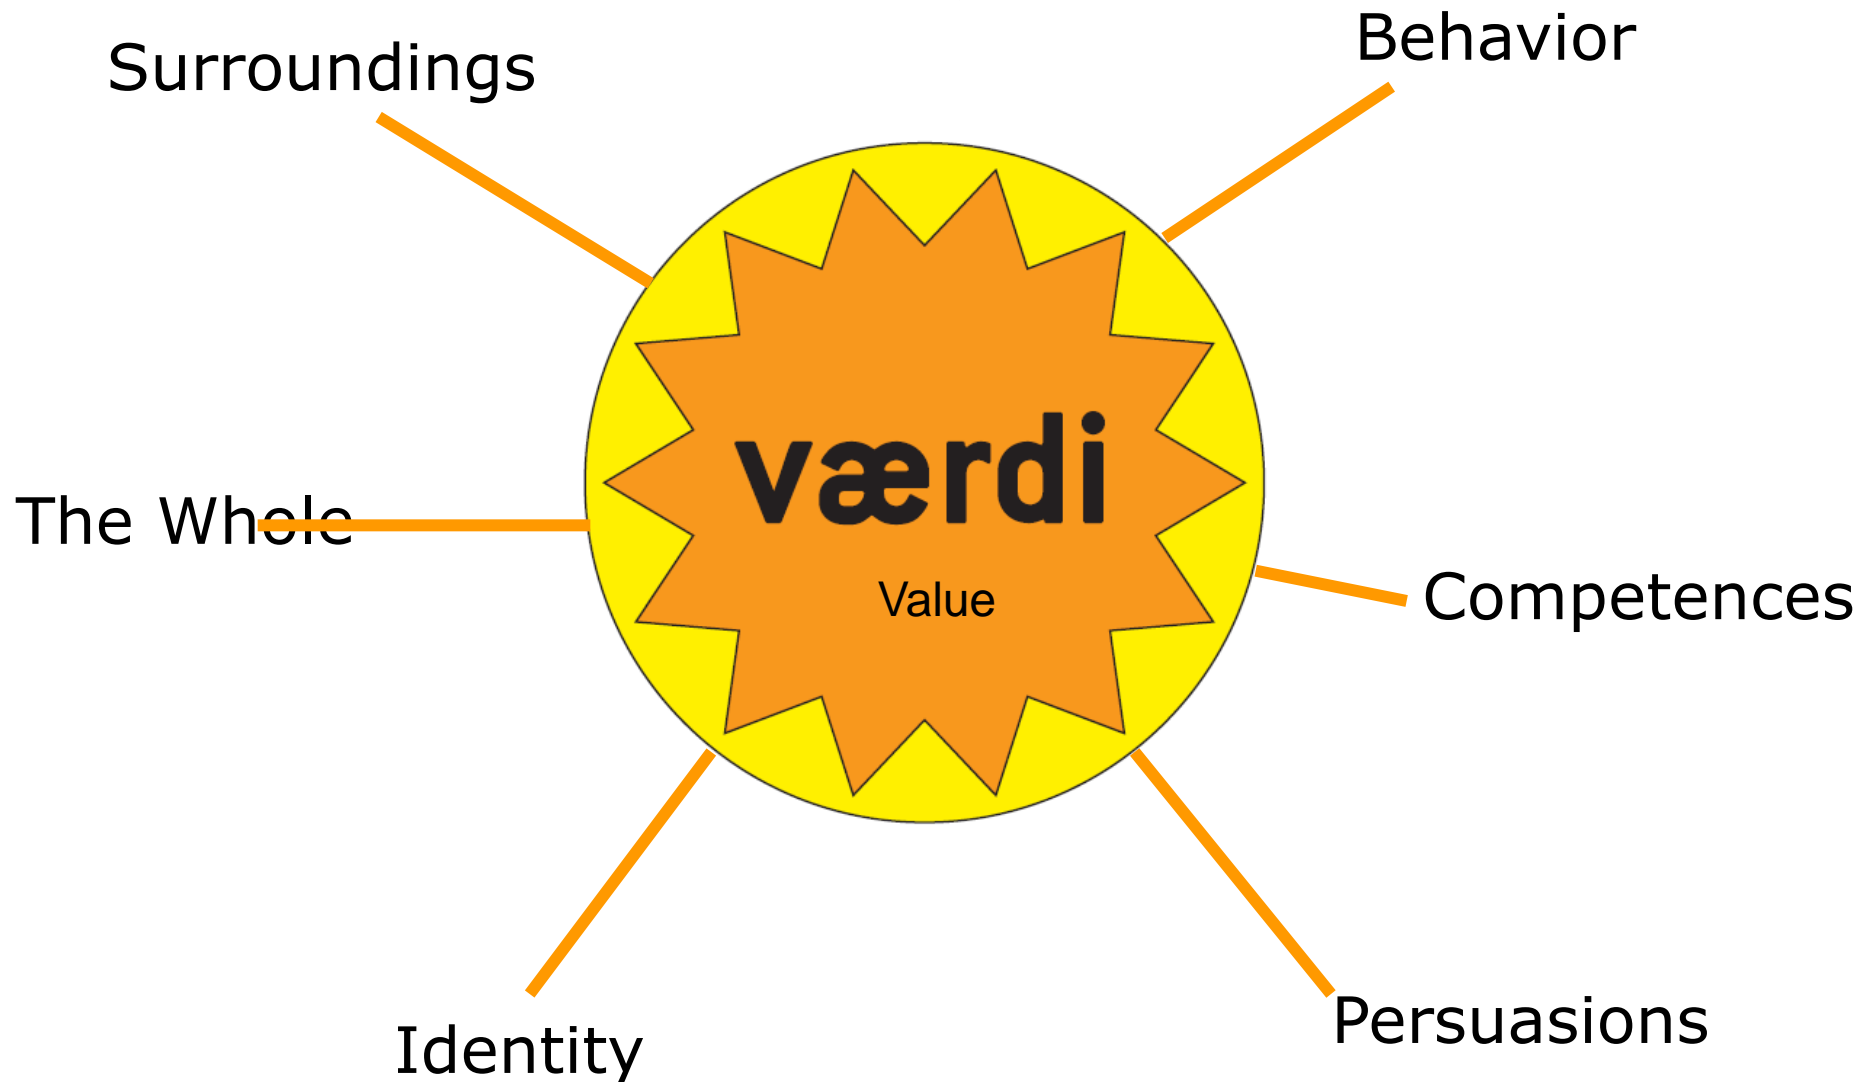 Surroundings
Behavior
værdi
The Whole
Value
Competences
Persuasions
Identity